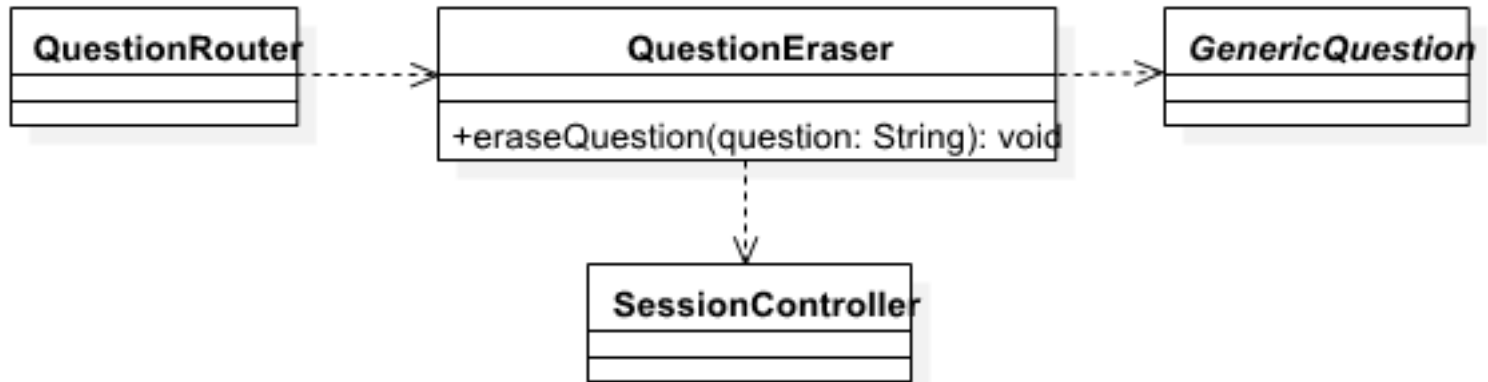 QuestionRouter
QuestionEraser
GenericQuestion
+eraseQuestion(question: String): void
SessionController